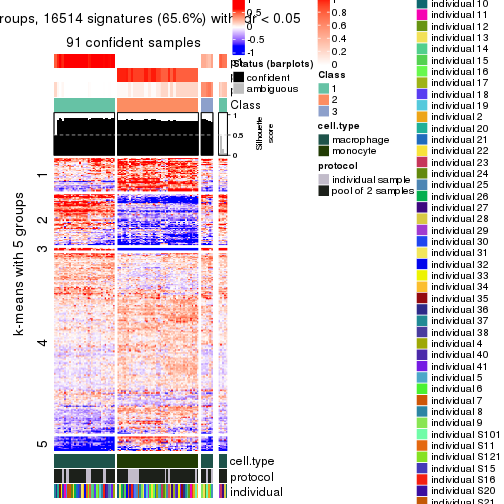 roups, 16514 signatures (65.6%) with
< 0.05
91 confident samples
1
0.5
0
-0.5
-1
0.8
0.6
0.4
0.2
0
Status (barplots)
confident
ambiguous
Class
1
2
3
cell.type
macrophage
monocyte
protocol
individual sample
pool of 2 samples
Class
1
0.5
0
Silhouette
score
k-means with 5 groups
1
2
3
4
5
cell.type
protocol
individual
individual 10
individual 11
individual 12
individual 13
individual 14
individual 15
individual 16
individual 17
individual 18
individual 19
individual 2
individual 20
individual 21
individual 22
individual 23
individual 24
individual 25
individual 26
individual 27
individual 28
individual 29
individual 30
individual 31
individual 32
individual 33
individual 34
individual 35
individual 36
individual 37
individual 38
individual 4
individual 40
individual 41
individual 5
individual 6
individual 7
individual 8
individual 9
individual S101
individual S11
individual S121
individual S15
individual S16
individual S20
individual S21